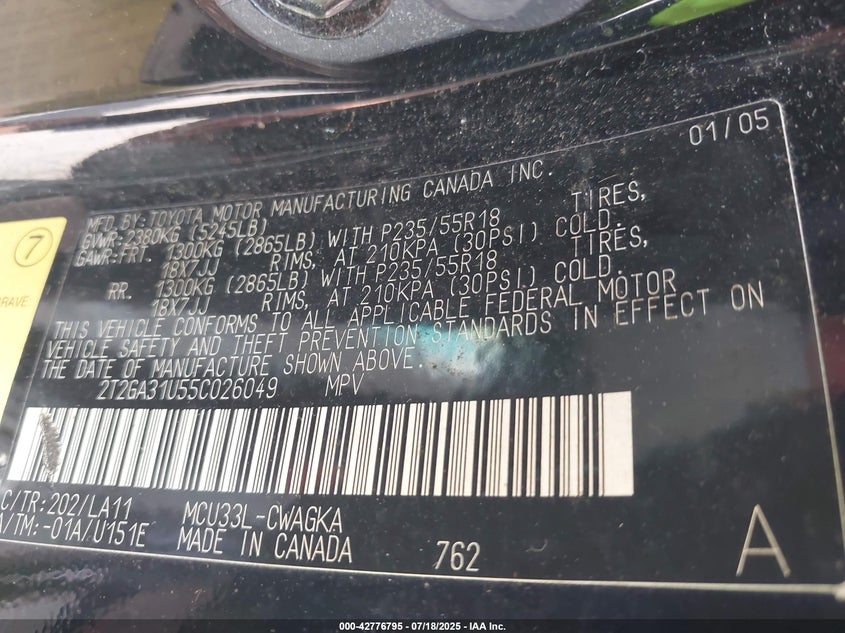 01/05
MFD.BY:TOYOTA MOTOR MANUFACTURING CANADA INC.
GVWR:2380KG (5245LB)
GAWR:FRT. 1300KG (2865LB) WITH P235/55R18 TIRES,
18X7JJ RIMS, AT 210KPA (30PSI) COLD.
RR. 1300KG (2865LB) WITH P235/55R18 TIRES,
18X7JJ RIMS, AT 210KPA (30PSI) COLD.
THIS VEHICLE CONFORMS TO ALL APPLICABLE FEDERAL MOTOR
VEHICLE SAFETY AND THEFT PREVENTION STANDARDS IN EFFECT ON
THE DATE OF MANUFACTURE SHOWN ABOVE.
2T2GA31U55C026049 MPV
C/TR:202/LA11 MCU33L-CWAGKA
A/TM:-01A/U151E MADE IN CANADA 762 A
7
RAVE
000-42776795 - 07/18/2025 - IAA Inc.